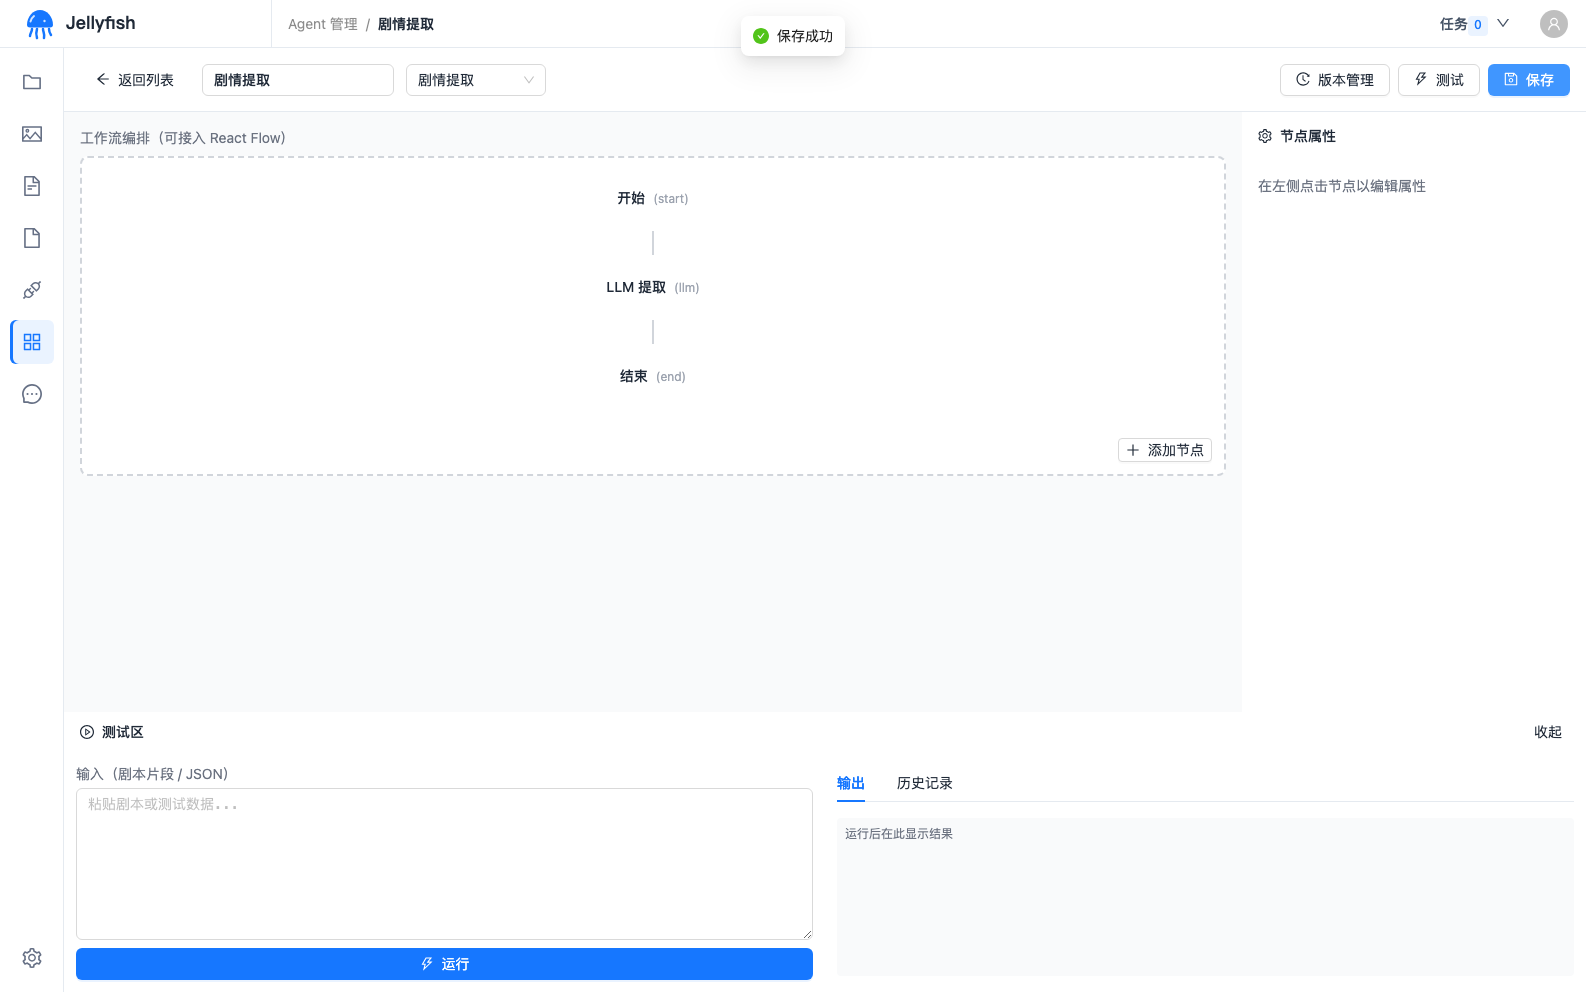 Jellyfish
Agent 管理 / 剧情提取
保存成功
任务 0
返回列表
剧情提取
剧情提取
版本管理
测试
保存
工作流编排（可接入 React Flow）
开始 (start)
LLM 提取 (llm)
结束 (end)
添加节点
节点属性
在左侧点击节点以编辑属性
测试区
收起
输入（剧本片段 / JSON）
粘贴剧本或测试数据...
运行
输出
历史记录
运行后在此显示结果